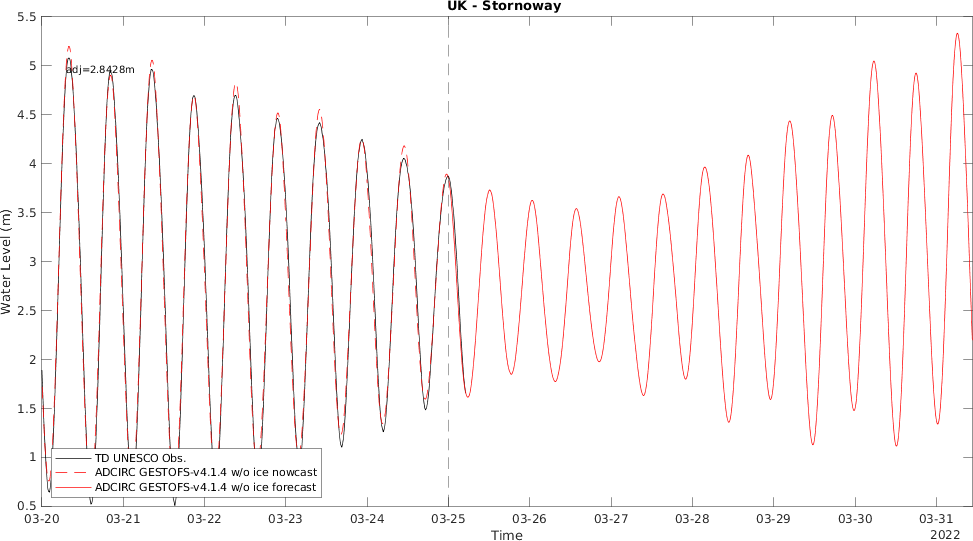 UK - Stornoway
5.5
5
4.5
4
3.5
3
2.5
2
1.5
1
0.5
Water Level (m)
adj=2.8428m
TD UNESCO Obs.
ADCIRC GESTOFS-v4.1.4 w/o ice nowcast
ADCIRC GESTOFS-v4.1.4 w/o ice forecast
03-20 03-21 03-22 03-23 03-24 03-25 03-26 03-27 03-28 03-29 03-30 03-31
Time
2022